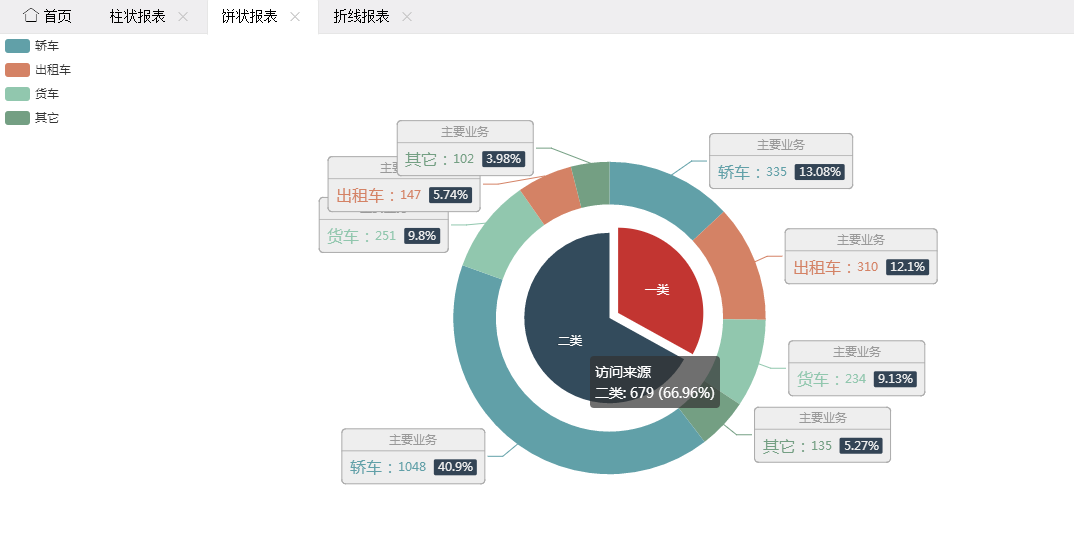 首页 柱状报表 饼状报表 折线报表
轿车
出租车
货车
其它
主要业务
其它：102 3.98%
主要业务
轿车：335 13.08%
出租车：147 5.74%
货车：251 9.8%
主要业务
出租车：310 12.1%
一类
二类
访问来源
二类: 679 (66.96%)
主要业务
货车：234 9.13%
主要业务
其它：135 5.27%
主要业务
轿车：1048 40.9%